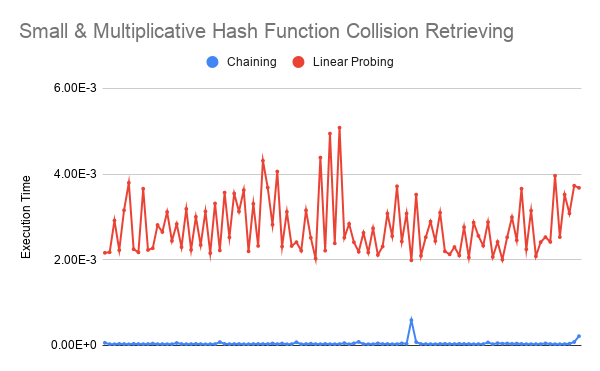 Small & Multiplicative Hash Function Collision Retrieving
Chaining
Linear Probing
6.00E-3
4.00E-3
2.00E-3
0.00E+0
Execution Time